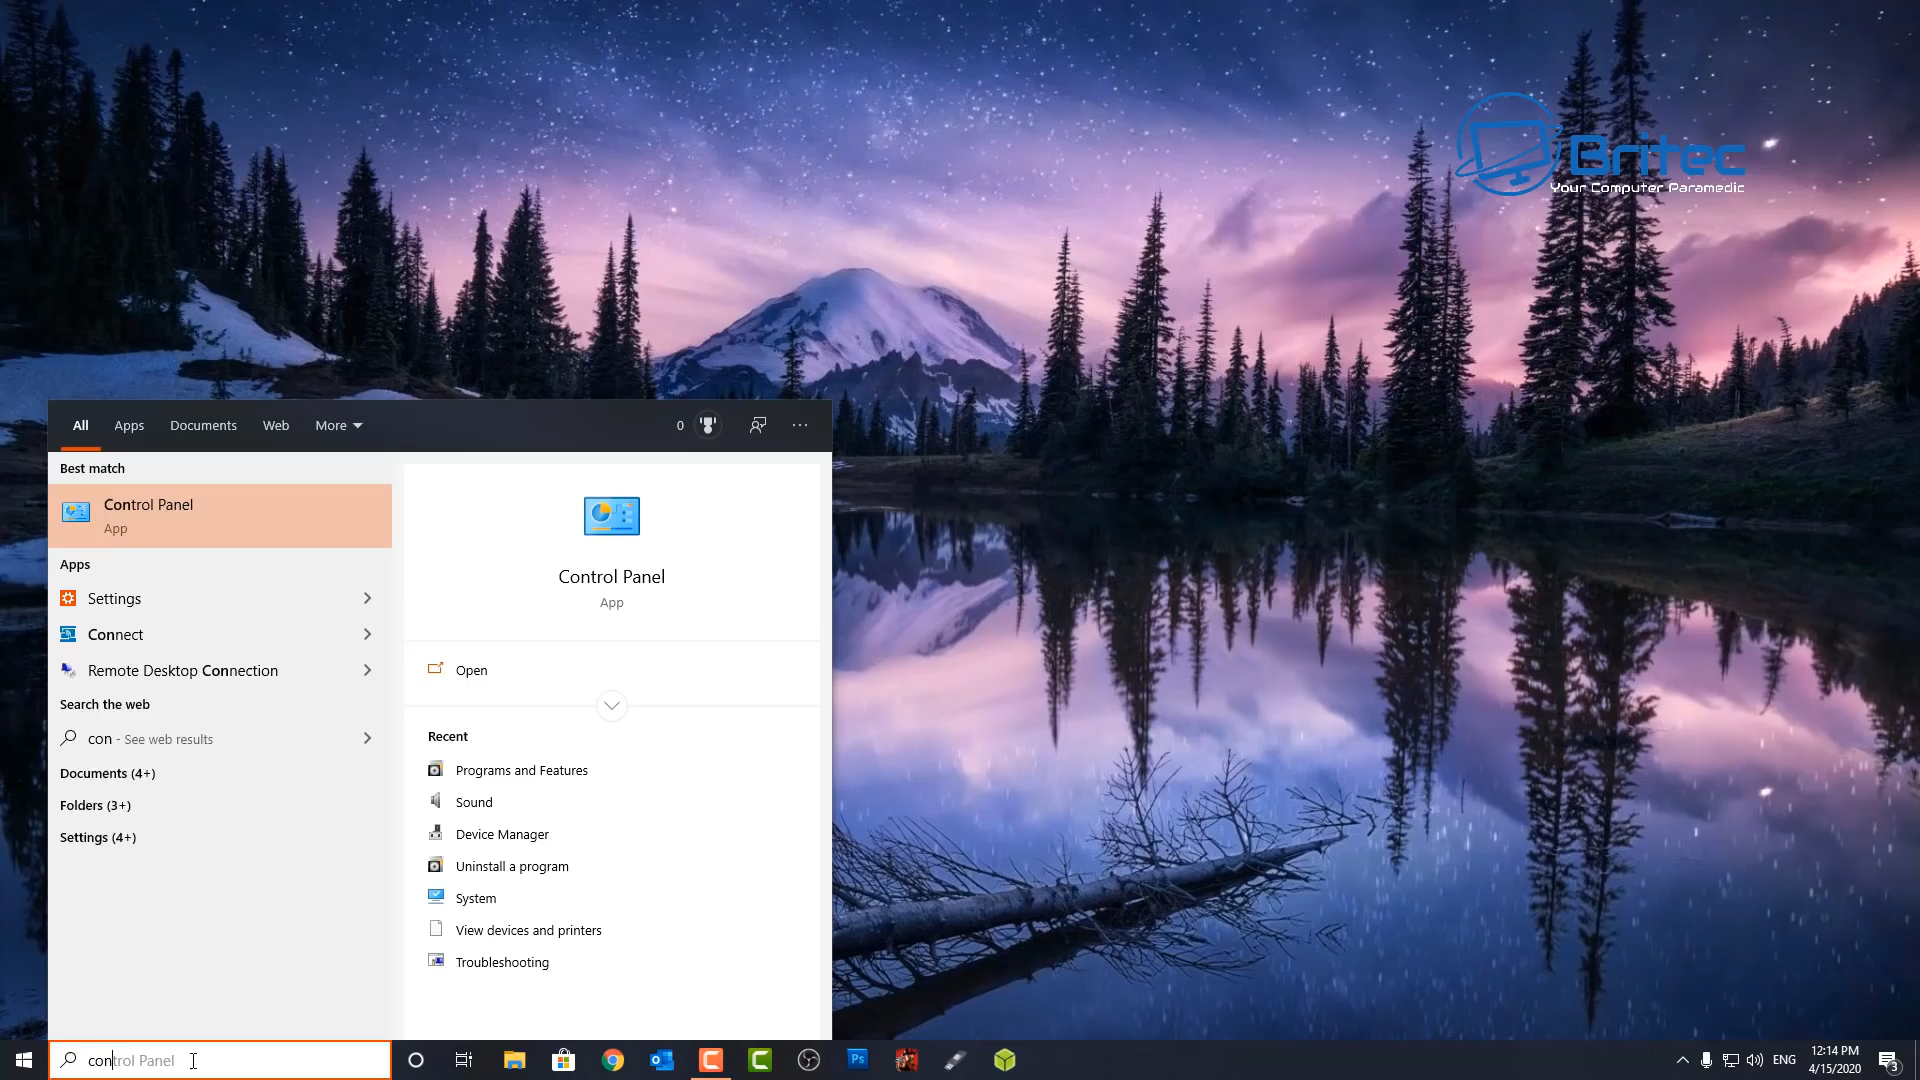 Britec
Your Computer Paramedic
All
Apps
Documents
Web
More
0
Best match
Control Panel
App
Apps
Settings
Connect
Remote Desktop Connection
Search the web
con - See web results
Documents (4+)
Folders (3+)
Settings (4+)
Control Panel
App
Open
Recent
Programs and Features
Sound
Device Manager
Uninstall a program
System
View devices and printers
Troubleshooting
control Panel
Ps
ENG
12:14 PM
4/15/2020
3